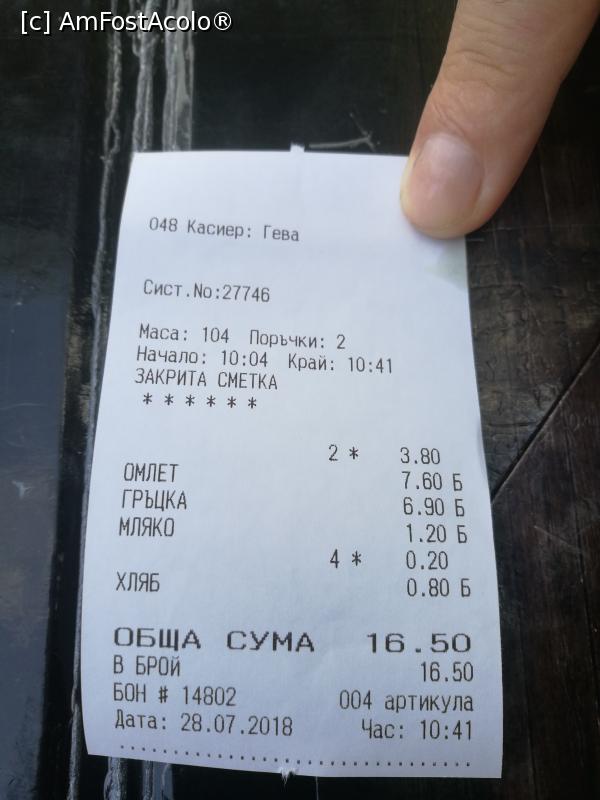 [c] AmFostAcolo®
048 Касиер: Гева
Сист.No:27746
Маса: 104 Поръчки: 2
Начало: 10:04 Край: 10:41
ЗАКРИТА СМЕТКА
* * * * * *
2 * 3.80
ОМЛЕТ 7.60 Б
ГРЪЦКА 6.90 Б
МЛЯКО 1.20 Б
4 * 0.20
ХЛЯБ 0.80 Б
ОБЩА СУМА 16.50
В БРОЙ 16.50
БОН # 14802 004 артикула
Дата: 28.07.2018 Час: 10:41